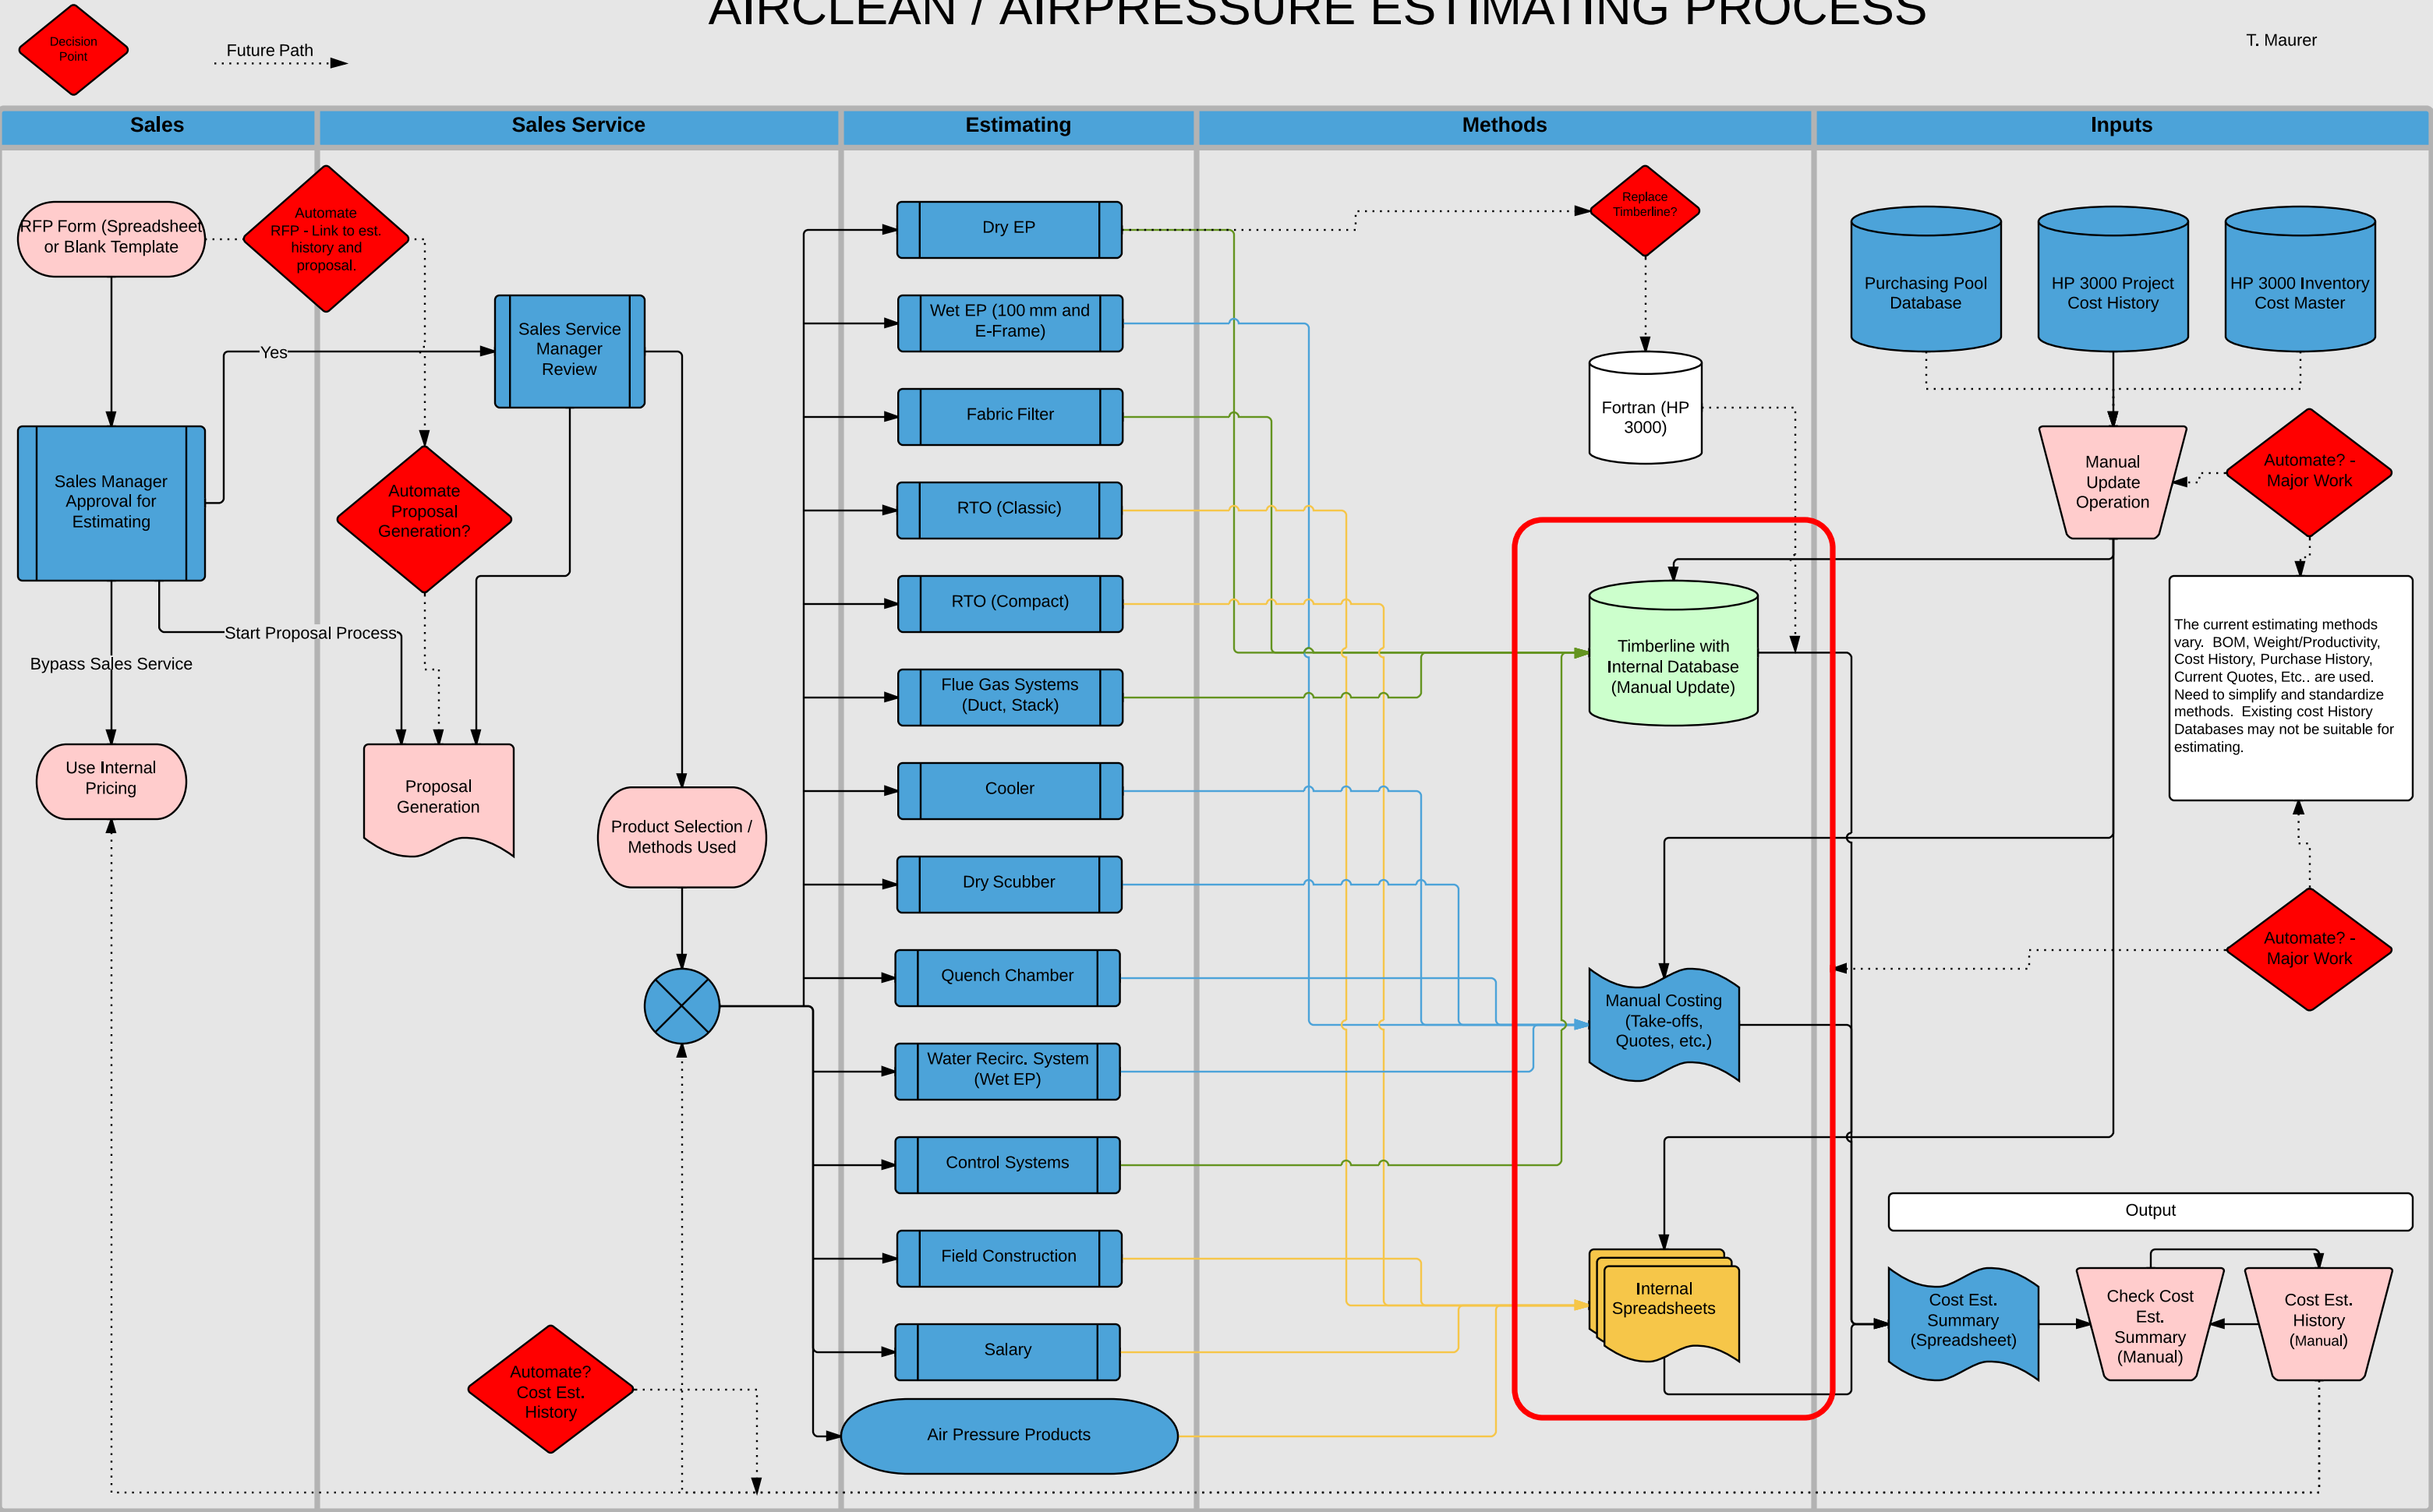 AIRCLEAN / AIRPRESSURE ESTIMATING PROCESS
Decision
Point
Future Path
T. Maurer
Sales
Sales Service
Estimating
Methods
Inputs
RFP Form (Spreadsheet
or Blank Template
Automate
RFP - Link to est.
history and
proposal.
Yes
Sales Manager
Approval for
Estimating
Start Proposal Process
Bypass Sales Service
Use Internal
Pricing
Sales Service
Manager
Review
Automate
Proposal
Generation?
Proposal
Generation
Product Selection /
Methods Used
Automate?
Cost Est.
History
Dry EP
Wet EP (100 mm and
E-Frame)
Fabric Filter
RTO (Classic)
RTO (Compact)
Flue Gas Systems
(Duct, Stack)
Cooler
Dry Scubber
Quench Chamber
Water Recirc. System
(Wet EP)
Control Systems
Field Construction
Salary
Air Pressure Products
Replace
Timberline?
Fortran (HP
3000)
Timberline with
Internal Database
(Manual Update)
Manual Costing
(Take-offs,
Quotes, etc.)
Internal
Spreadsheets
Purchasing Pool
Database
HP 3000 Project
Cost History
HP 3000 Inventory
Cost Master
Manual
Update
Operation
Automate? -
Major Work
The current estimating methods
vary.  BOM, Weight/Productivity,
Cost History, Purchase History,
Current Quotes, Etc.. are used.
Need to simplify and standardize
methods.  Existing cost History
Databases may not be suitable for
estimating.
Automate? -
Major Work
Output
Cost Est.
Summary
(Spreadsheet)
Check Cost
Est.
Summary
(Manual)
Cost Est.
History
(Manual)